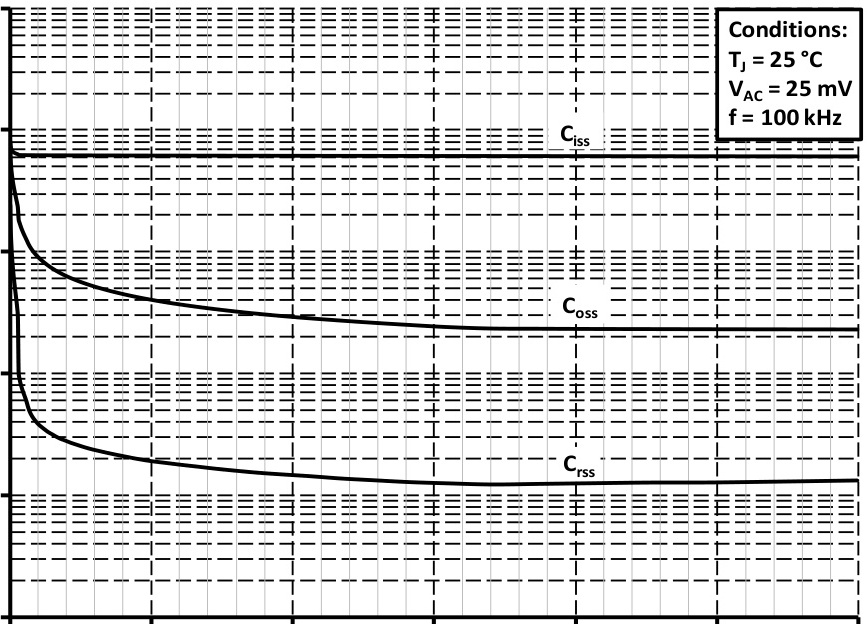 Conditions:
TJ = 25 °C
VAC = 25 mV
f = 100 kHz
Ciss
Coss
Crss